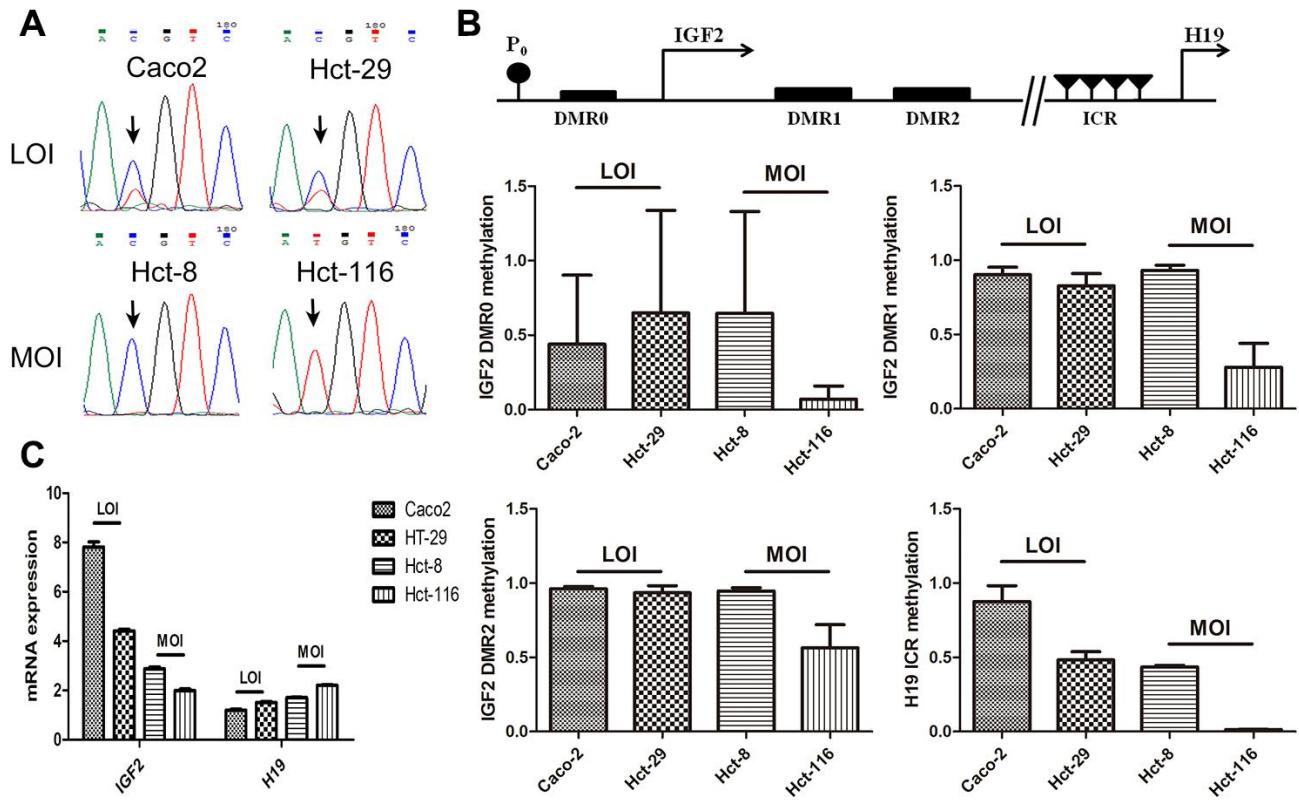 A
180
A C G T C
Caco2
180
A C G T C
Hct-29
LOI
180
A C G T C
Hct-8
180
A T G T C
Hct-116
MOI
B
P0
IGF2
H19
DMR0
DMR1
DMR2
ICR
IGF2 DMR0 methylation
1.5
1.0
0.5
0.0
LOI
MOI
Caco-2
Hct-29
Hct-8
Hct-116
IGF2 DMR1 methylation
1.5
1.0
0.5
0.0
LOI
MOI
Caco-2
Hct-29
Hct-8
Hct-116
C
mRNA expression
10
8
6
4
2
0
LOI
MOI
LOI
MOI
IGF2
H19
Caco2
HT-29
Hct-8
Hct-116
IGF2 DMR2 methylation
1.5
1.0
0.5
0.0
LOI
MOI
Caco-2
Hct-29
Hct-8
Hct-116
H19 ICR methylation
1.5
1.0
0.5
0.0
LOI
MOI
Caco-2
Hct-29
Hct-8
Hct-116